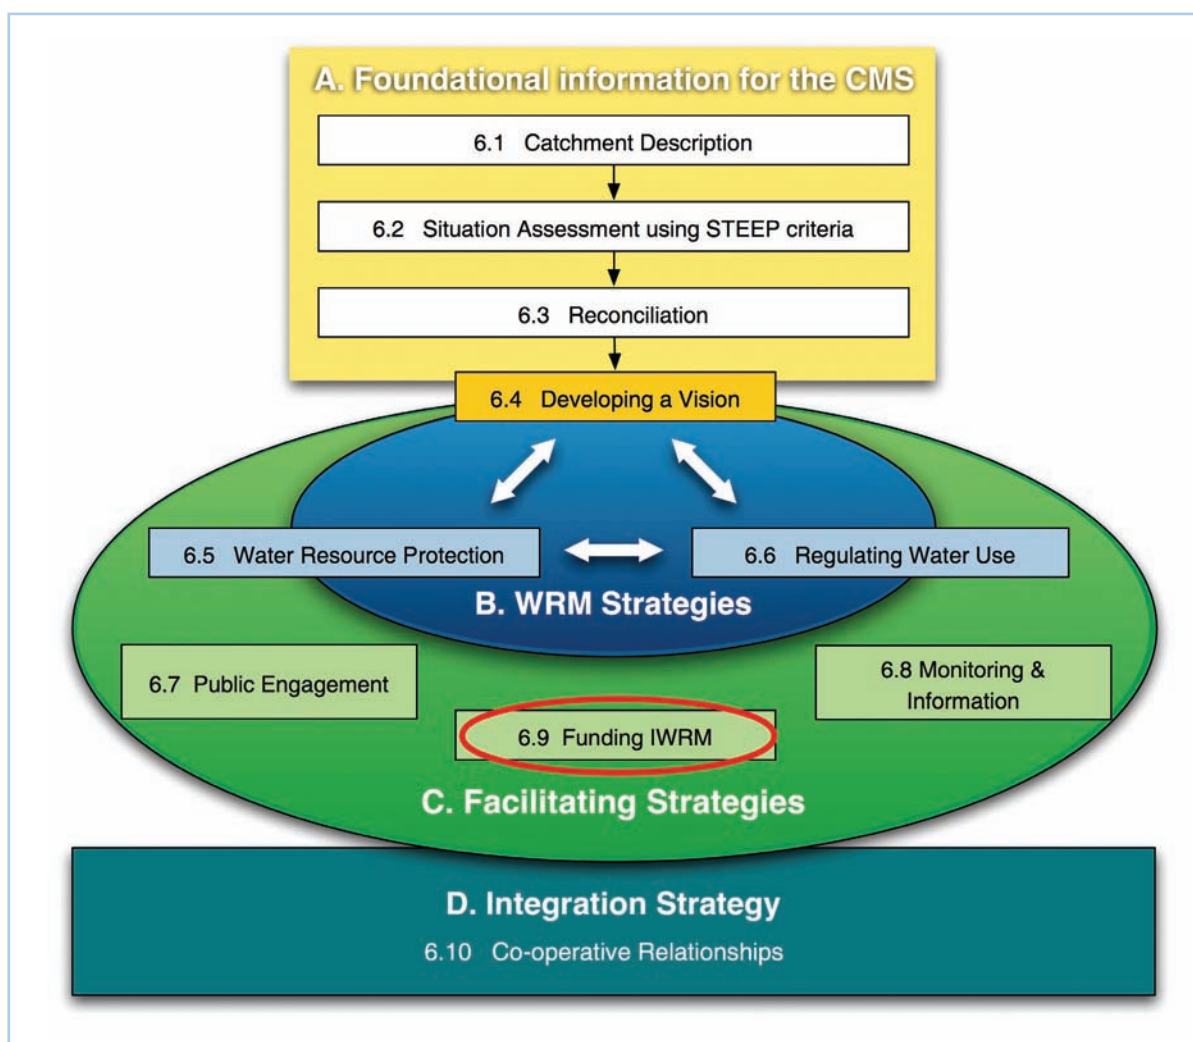 A. Foundational information for the CMS
6.1 Catchment Description
6.2 Situation Assessment using STEEP criteria
6.3 Reconciliation
6.4 Developing a Vision
6.5 Water Resource Protection
6.6 Regulating Water Use
B. WRM Strategies
6.7 Public Engagement
6.8 Monitoring &
Information
6.9 Funding IWRM
C. Facilitating Strategies
D. Integration Strategy
6.10 Co-operative Relationships